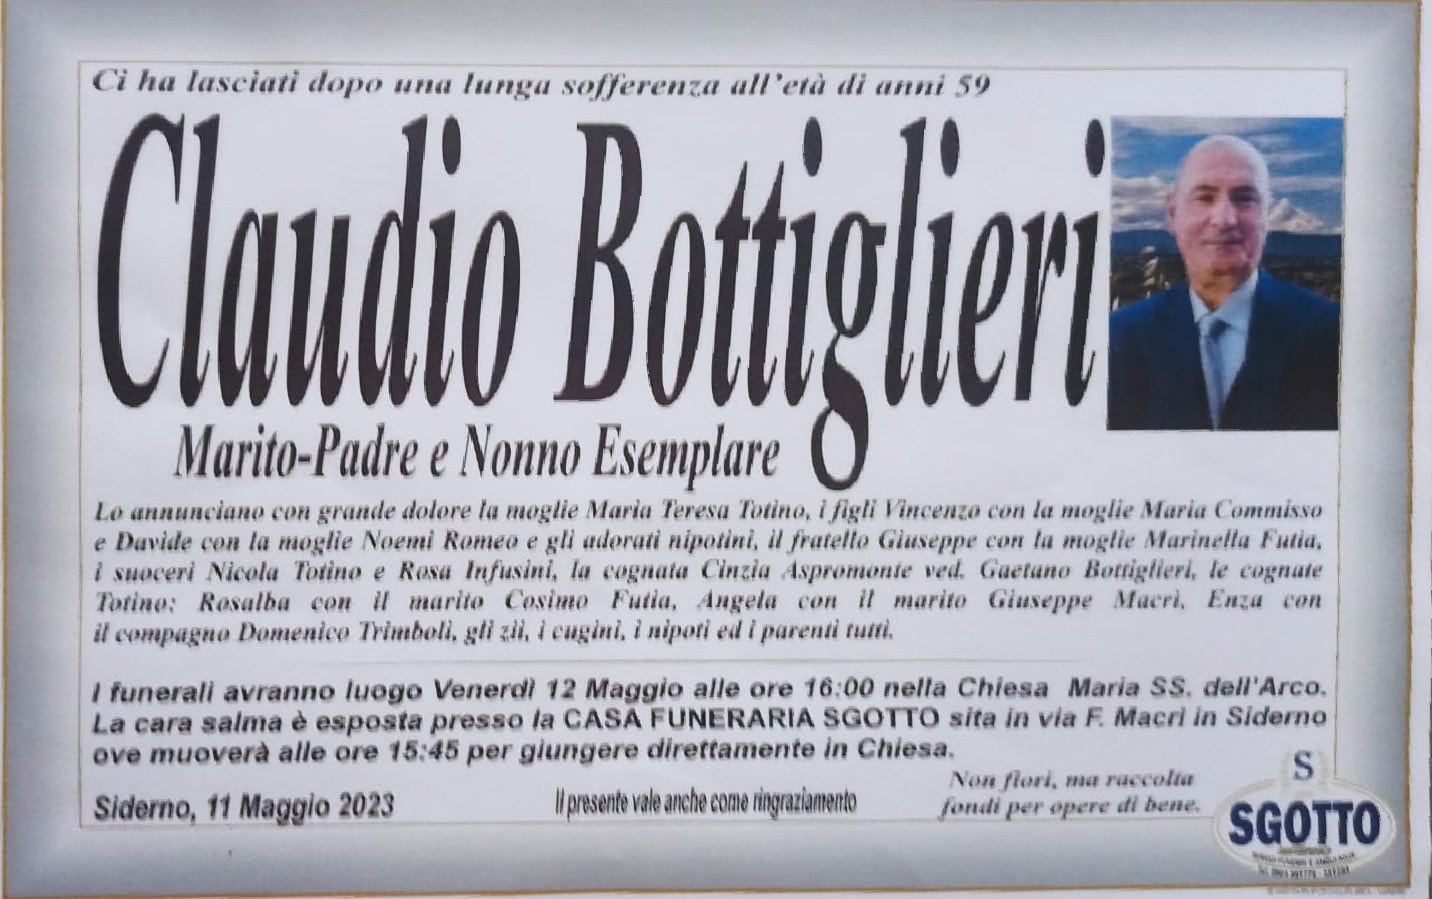 Ci ha lasciati dopo una lunga sofferenza all'età di anni 59
Claudio Bottiglieri
Marito-Padre e Nonno Esemplare
Lo annunciano con grande dolore la moglie Maria Teresa Totino, i figli Vincenzo con la moglie Maria Commisso
e Davide con la moglie Noemi Romeo e gli adorati nipotini, il fratello Giuseppe con la moglie Marinella Futia,
i suoceri Nicola Totino e Rosa Infusini, la cognata Cinzia Aspromonte ved. Gaetano Bottiglieri, le cognate
Totino: Rosalba con il marito Cosimo Futia, Angela con il marito Giuseppe Macrì, Enza con
il compagno Domenico Trimboli, gli zii, i cugini, i nipoti ed i parenti tutti.
I funerali avranno luogo Venerdì 12 Maggio alle ore 16:00 nella Chiesa Maria SS. dell'Arco.
La cara salma è esposta presso la CASA FUNERARIA SGOTTO sita in via F. Macrì in Siderno
ove muoverà alle ore 15:45 per giungere direttamente in Chiesa.
Non fiori, ma raccolta
fondi per opere di bene.
Siderno, 11 Maggio 2023
Il presente vale anche come ringraziamento
S
SGOTTO